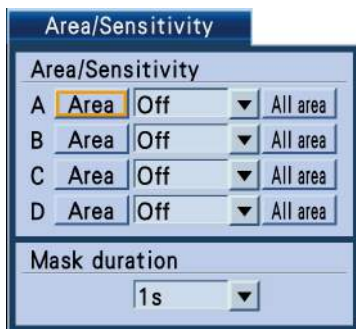 Area/Sensitivity
Area/Sensitivity
A Area Off All area
B Area Off All area
C Area Off All area
D Area Off All area
Mask duration
1s